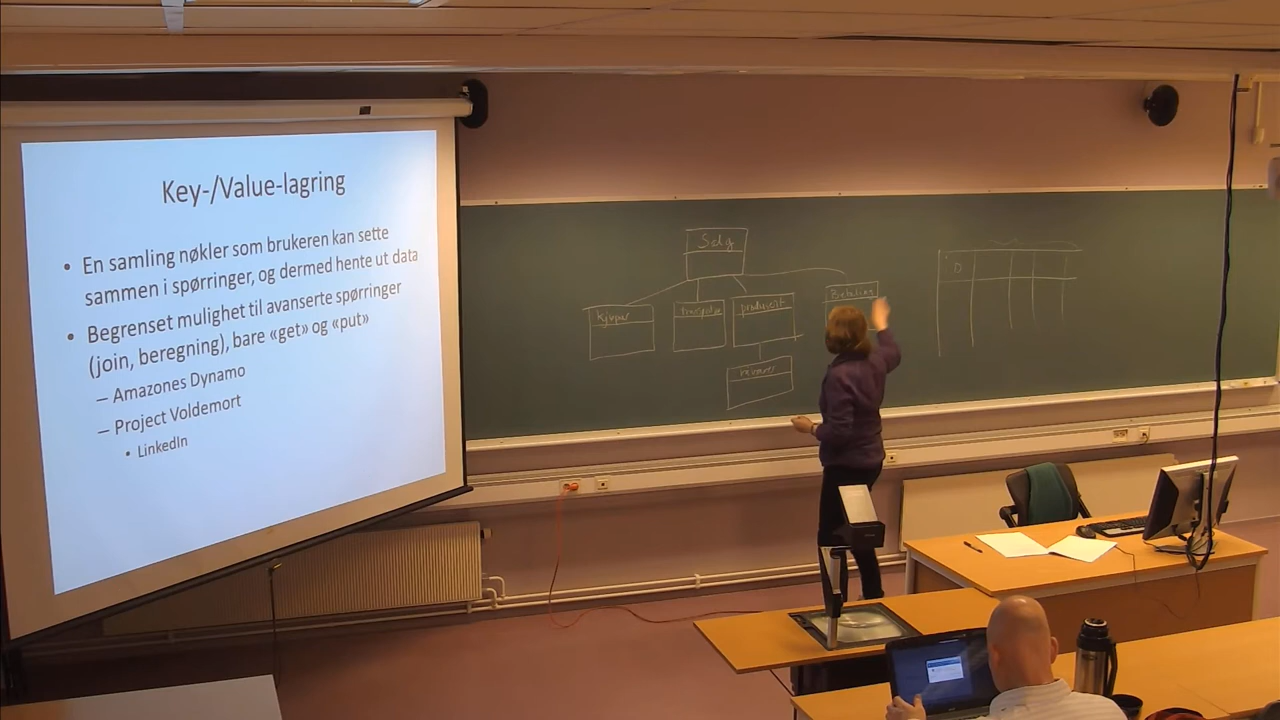 Key-/Value-lagring
• En samling nøkler som brukeren kan sette
sammen i spørringer, og dermed hente ut data
• Begrenset mulighet til avanserte spørringer
(join, beregning), bare «get» og «put»
– Amazones Dynamo
– Project Voldemort
• LinkedIn
Salg
kjøper
produsent
Betaling
D